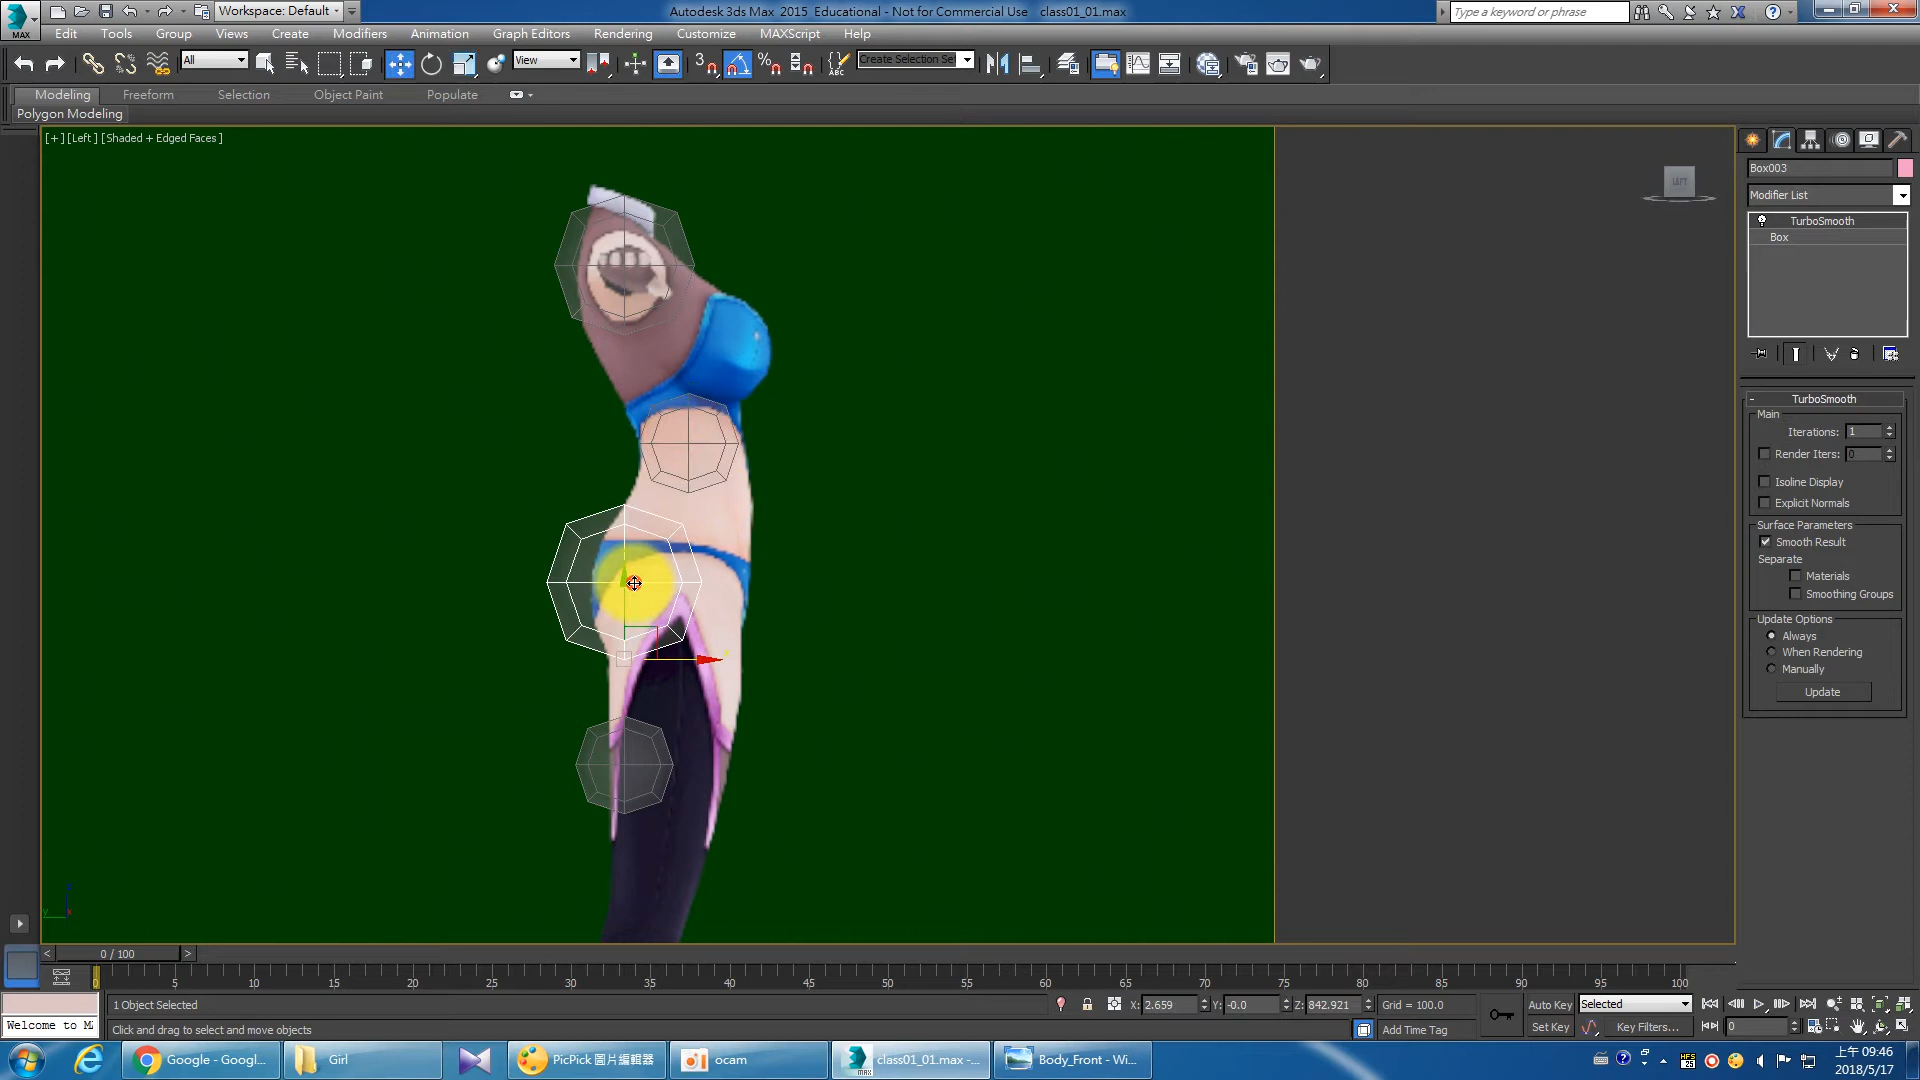 Workspace: Default
Autodesk 3ds Max 2015 Educational - Not for Commercial Use class01_01.max
Type a keyword or phrase
MAX
Edit Tools Group Views Create Modifiers Animation Graph Editors Rendering Customize MAXScript Help
All
View
3
Create Selection Set
Modeling Freeform Selection Object Paint Populate
Polygon Modeling
[+][Left][Shaded + Edged Faces]
LEFT
Box003
Modifier List
TurboSmooth
Box
- TurboSmooth
Main
Iterations: 1
Render Iters: 0
Isoline Display
Explicit Normals
Surface Parameters
Smooth Result
Separate
Materials
Smoothing Groups
Update Options
Always
When Rendering
Manually
Update
< 0 / 100 >
0 5 10 15 20 25 30 35 40 45 50 55 60 65 70 75 80 85 90 95 100
1 Object Selected
X: 2.659 Y: -0.0 Z: 842.921 Grid = 100.0
Auto Key Selected
Welcome to M
Click and drag to select and move objects
Add Time Tag
Set Key Key Filters... 0
Google - Googl...
Girl
PicPick 圖片編輯器
ocam
class01_01.max -...
Body_Front - Wi...
上午 09:46
2018/5/17